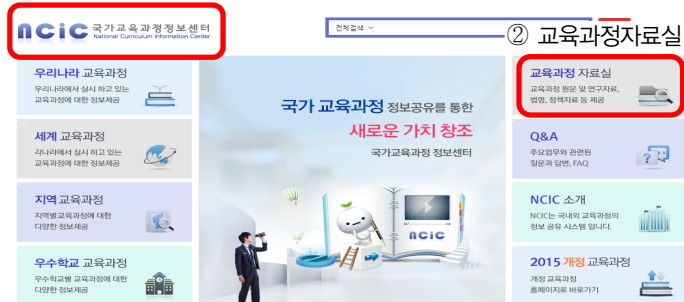 ncic 국가교육과정정보센터
National Curriculum Information Center
전체검색
② 교육과정자료실
우리나라 교육과정
우리나라에서 실시 하고 있는
교육과정에 대한 정보제공
세계 교육과정
각나라에서 실시 하고 있는
교육과정에 대한 정보제공
지역 교육과정
지역별교육과정에 대한
다양한 정보제공
우수학교 교육과정
우수학교별 교육과정에 대한
다양한 정보제공
국가 교육과정 정보공유를 통한
새로운 가치 창조
국가교육과정 정보센터
ncic
교육과정 자료실
교육과정 원문 및 연구자료,
법령, 정책자료 등 제공
Q&A
주요업무와 관련된
질문과 답변, FAQ
NCIC 소개
NCIC는 국내외 교육과정의
정보 공유 시스템 입니다.
2015 개정 교육과정
개정 교육과정
홈페이지로 바로가기